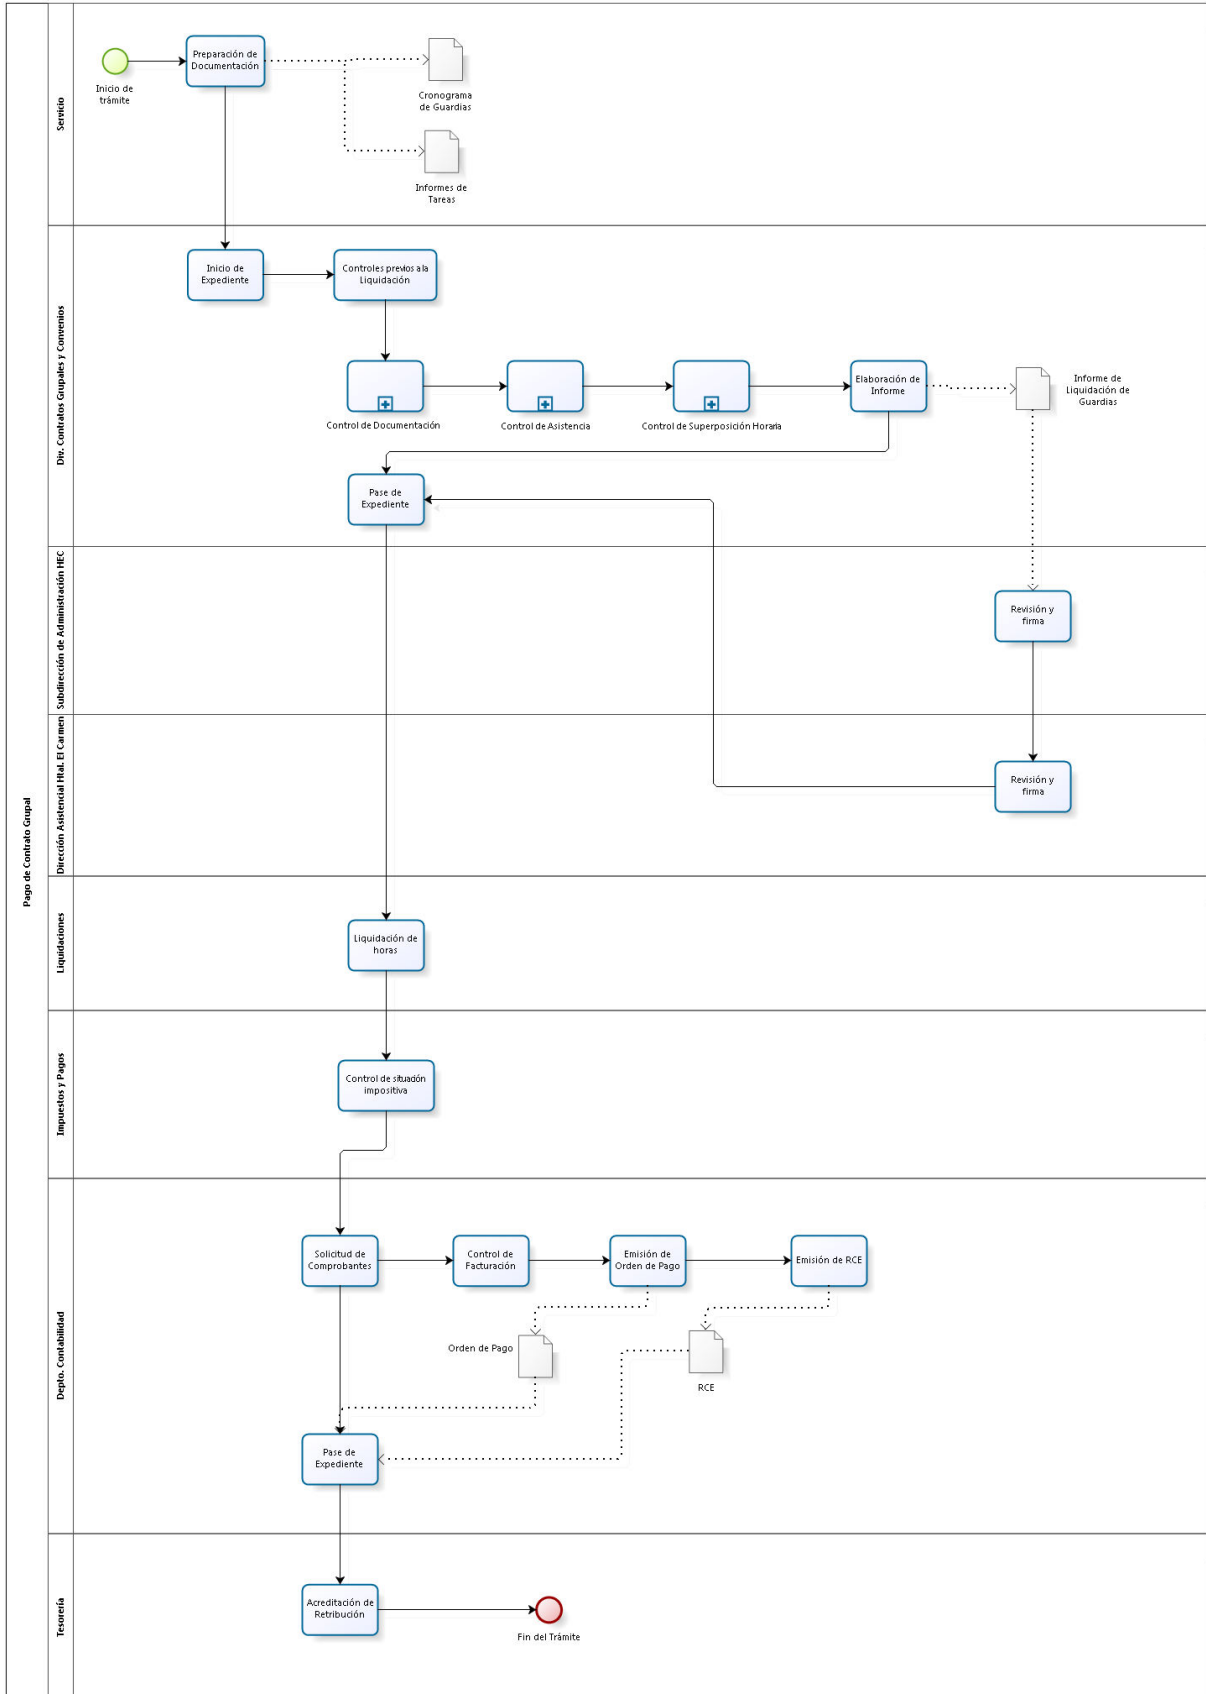 Pago de Contrato Grupal
Servicio
Inicio de
trámite
Preparación de
Documentación
Cronograma
de Guardias
Informes de
Tareas
Div. Contratos Grupales y Convenios
Inicio de
Expediente
Controles previos a la
Liquidación
Control de Documentación
Control de Asistencia
Control de Superposición Horaria
Elaboración de
Informe
Informe de
Liquidación de
Guardias
Pase de
Expediente
Subdirección de Administración HEC
Revisión y
firma
Dirección Asistencial Htal. El Carmen
Revisión y
firma
Liquidaciones
Liquidación de
horas
Impuestos y Pagos
Control de situación
impositiva
Depto. Contabilidad
Solicitud de
Comprobantes
Control de
Facturación
Emisión de
Orden de Pago
Emisión de RCE
Orden de Pago
RCE
Pase de
Expediente
Tesorería
Acreditación de
Retribución
Fin del Trámite